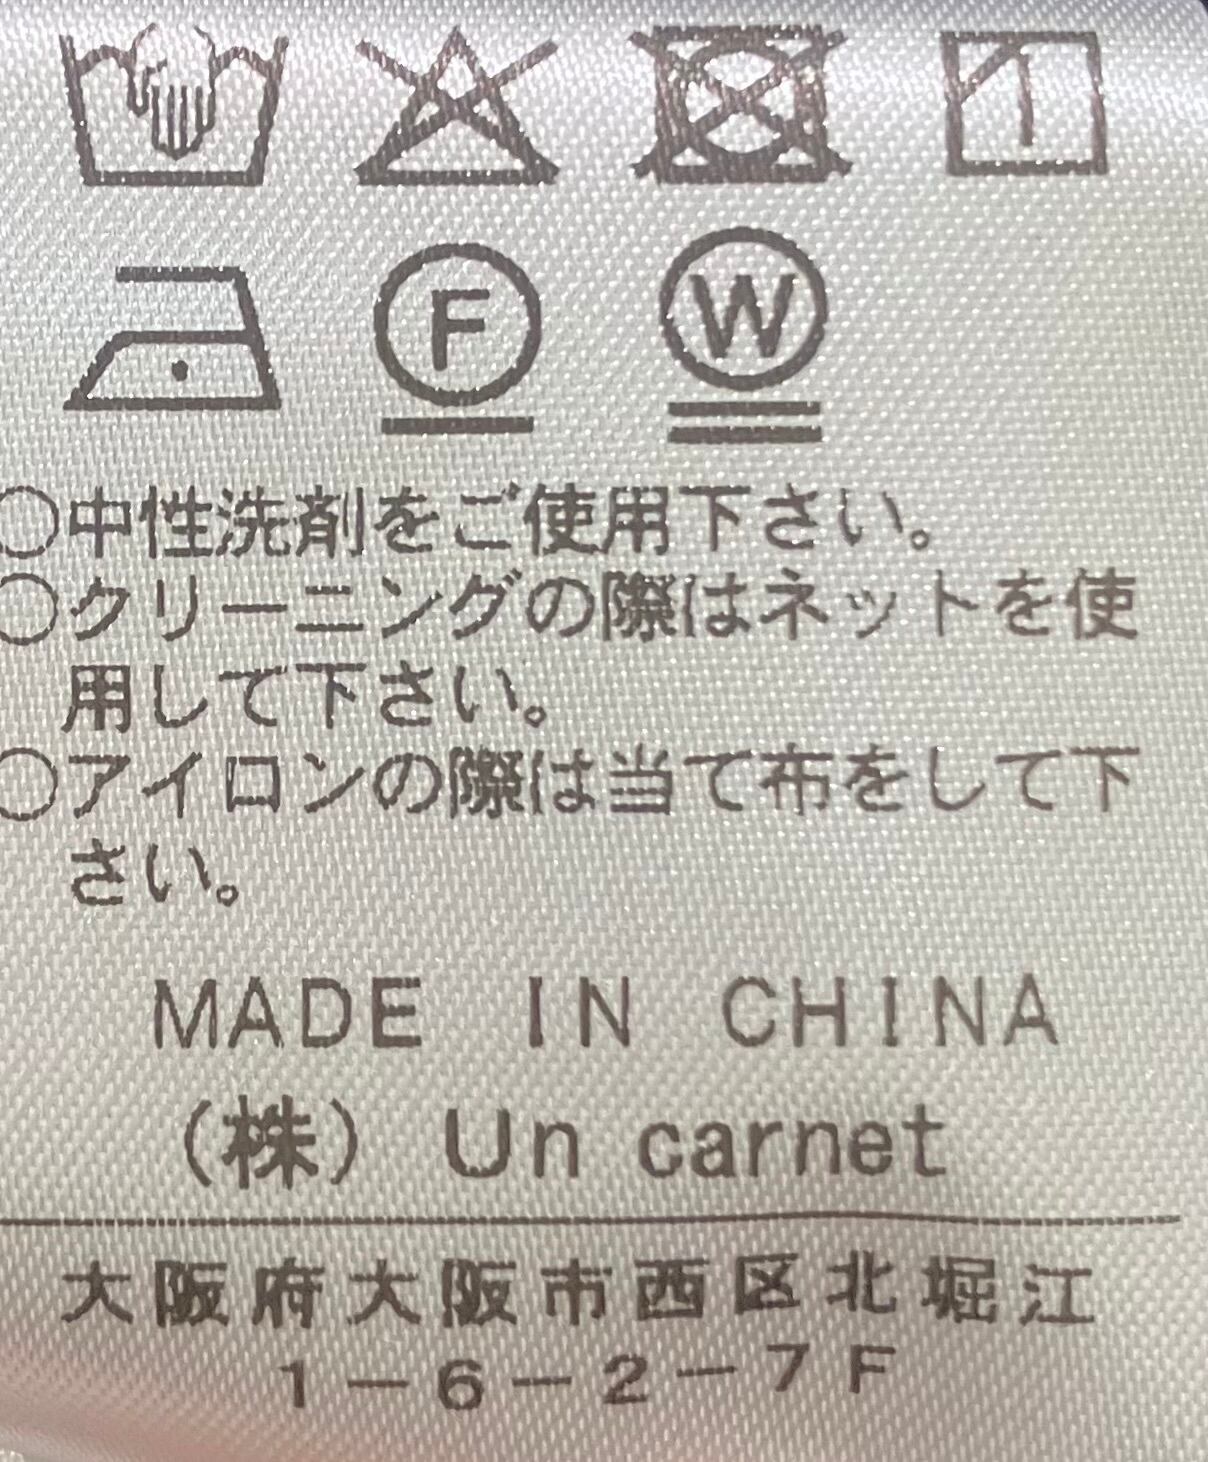 F W
○中性洗剤をご使用下さい。
○クリーニングの際はネットを使
用して下さい。
○アイロンの際は当て布をして下
さい。
MADE IN CHINA
（株） Un carnet
大阪府大阪市西区北堀江
1－6－2－7F